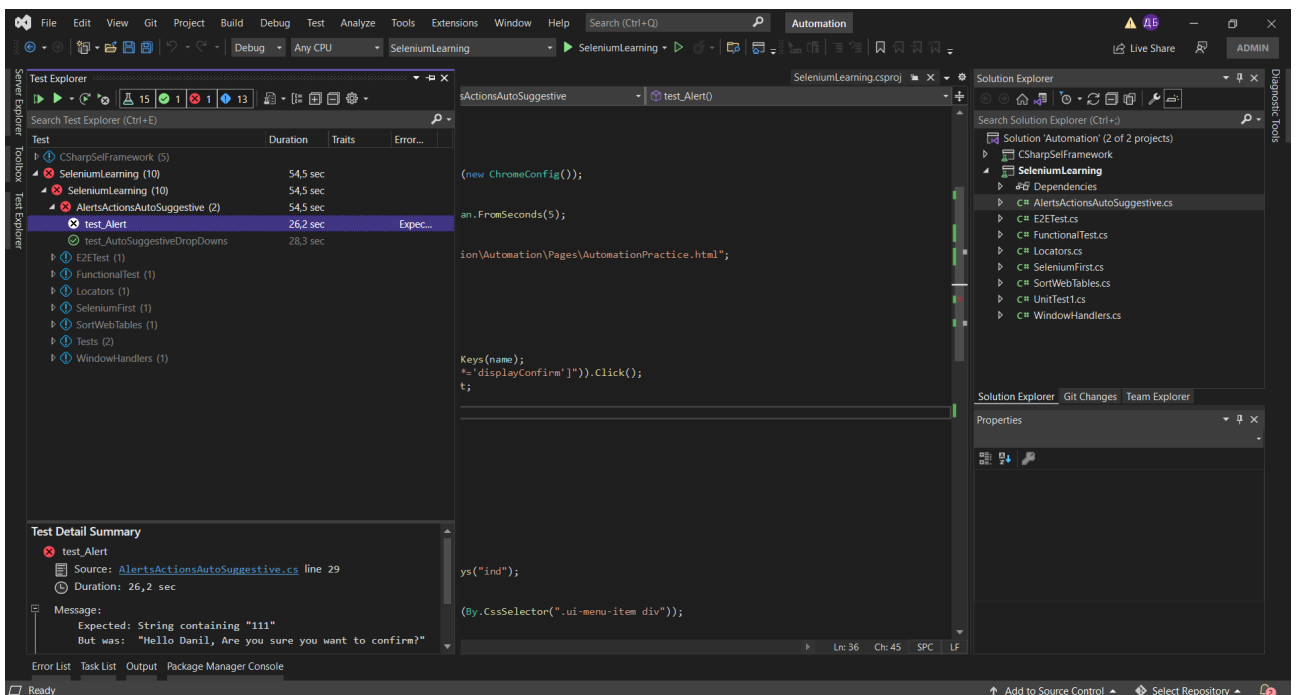 File Edit View Git Project Build Debug Test Analyze Tools Extensions Window Help Search (Ctrl+Q) Automation ДБ
Debug Any CPU SeleniumLearning SeleniumLearning Live Share ADMIN
Server Explorer
Toolbox
Test Explorer
Test Explorer
15 1 1 13
Search Test Explorer (Ctrl+E)
Test Duration Traits Error...
CSharpSelFramework (5)
SeleniumLearning (10) 54,5 sec
SeleniumLearning (10) 54,5 sec
AlertsActionsAutoSuggestive (2) 54,5 sec
test_Alert 26,2 sec Expec...
test_AutoSuggestiveDropDowns 28,3 sec
E2ETest (1)
FunctionalTest (1)
Locators (1)
SeleniumFirst (1)
SortWebTables (1)
Tests (2)
WindowHandlers (1)
Test Detail Summary
test_Alert
Source: AlertsActionsAutoSuggestive.cs line 29
Duration: 26,2 sec
Message:
Expected: String containing "111"
But was: "Hello Danil, Are you sure you want to confirm?"
SeleniumLearning.csproj
sActionsAutoSuggestive test_Alert()
(new ChromeConfig());
an.FromSeconds(5);
ion\Automation\Pages\AutomationPractice.html";
Keys(name);
*='displayConfirm']")).Click();
t;
ys("ind");
(By.CssSelector(".ui-menu-item div"));
Ln: 36 Ch: 45 SPC LF
Solution Explorer
Search Solution Explorer (Ctrl+;)
Solution 'Automation' (2 of 2 projects)
CSharpSelFramework
SeleniumLearning
Dependencies
C# AlertsActionsAutoSuggestive.cs
C# E2ETest.cs
C# FunctionalTest.cs
C# Locators.cs
C# SeleniumFirst.cs
C# SortWebTables.cs
C# UnitTest1.cs
C# WindowHandlers.cs
Solution Explorer Git Changes Team Explorer
Properties
Diagnostic Tools
Error List Task List Output Package Manager Console
Ready Add to Source Control Select Repository 2